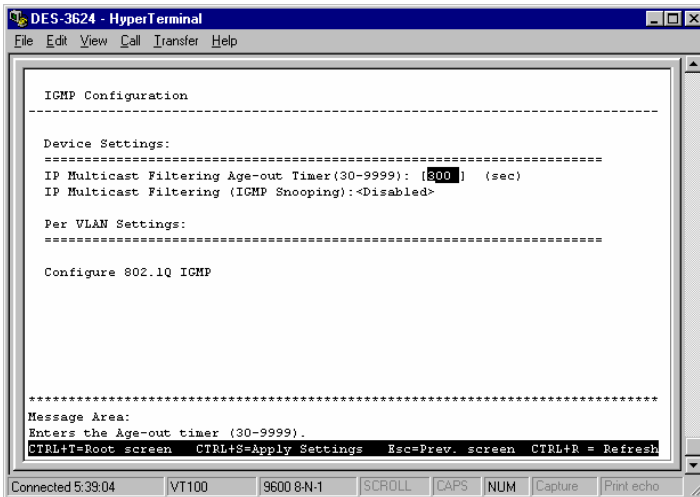 DES-3624 - HyperTerminal
File Edit View Call Transfer Help
IGMP Configuration
Device Settings:
IP Multicast Filtering Age-out Timer(30-9999): [300 ] (sec)
IP Multicast Filtering (IGMP Snooping):<Disabled>
Per VLAN Settings:
Configure 802.1Q IGMP
*******************************************************************************
Message Area:
Enters the Age-out timer (30-9999).
CTRL+T=Root screen CTRL+S=Apply Settings Esc=Prev. screen CTRL+R = Refresh
Connected 5:39:04 VT100 9600 8-N-1 SCROLL CAPS NUM Capture Print echo